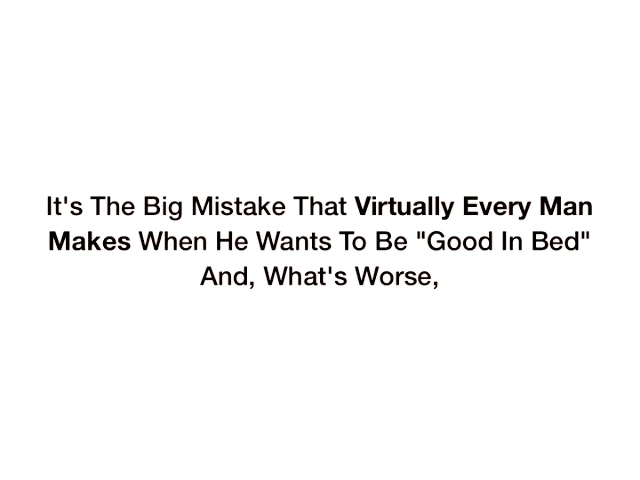 It's The Big Mistake That Virtually Every Man
Makes When He Wants To Be "Good In Bed"
And, What's Worse,